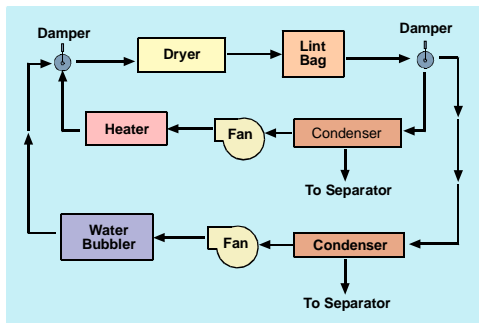 Damper
Damper
Dryer
Lint
Bag
Heater
Fan
Condenser
To Separator
Water
Bubbler
Fan
Condenser
To Separator